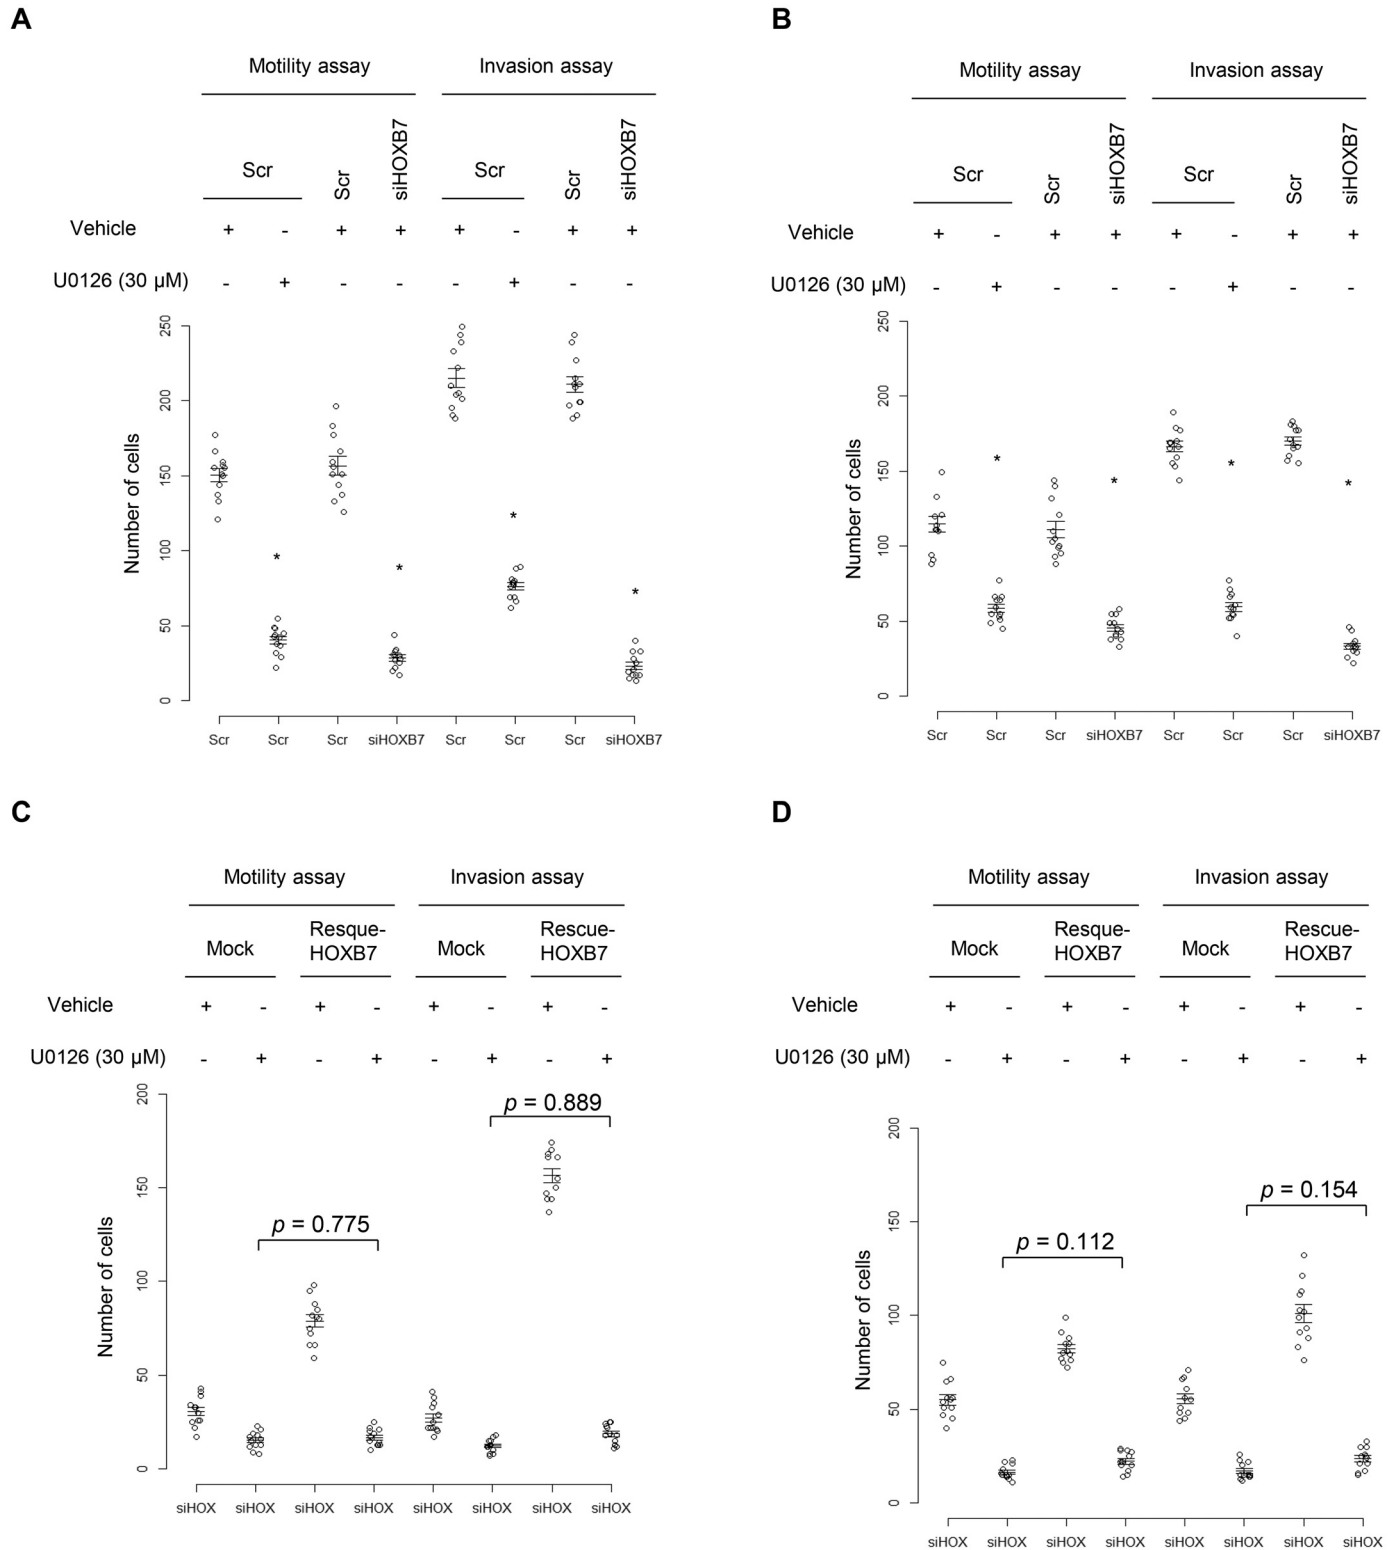 A
Motility assay Invasion assay
Scr Scr siHOXB7 Scr Scr siHOXB7
Vehicle + - + + + - + +
U0126 (30 μM) - + - - - + - -
Number of cells
250
200
150
100
50
0
* * * *
Scr Scr Scr siHOXB7 Scr Scr Scr siHOXB7
B
Motility assay Invasion assay
Scr Scr siHOXB7 Scr Scr siHOXB7
Vehicle + - + + + - + +
U0126 (30 μM) - + - - - + - -
Number of cells
250
200
150
100
50
0
* * * *
Scr Scr Scr siHOXB7 Scr Scr Scr siHOXB7
C
Motility assay Invasion assay
Mock Resque- Mock Rescue-
HOXB7 HOXB7
Vehicle + - + - + - + -
U0126 (30 μM) - + - + - + - +
Number of cells
200
150
100
50
0
p = 0.889
p = 0.775
siHOX siHOX siHOX siHOX siHOX siHOX siHOX siHOX
D
Motility assay Invasion assay
Mock Resque- Mock Rescue-
HOXB7 HOXB7
Vehicle + - + - + - + -
U0126 (30 μM) - + - + - + - +
Number of cells
200
150
100
50
0
p = 0.154
p = 0.112
siHOX siHOX siHOX siHOX siHOX siHOX siHOX siHOX